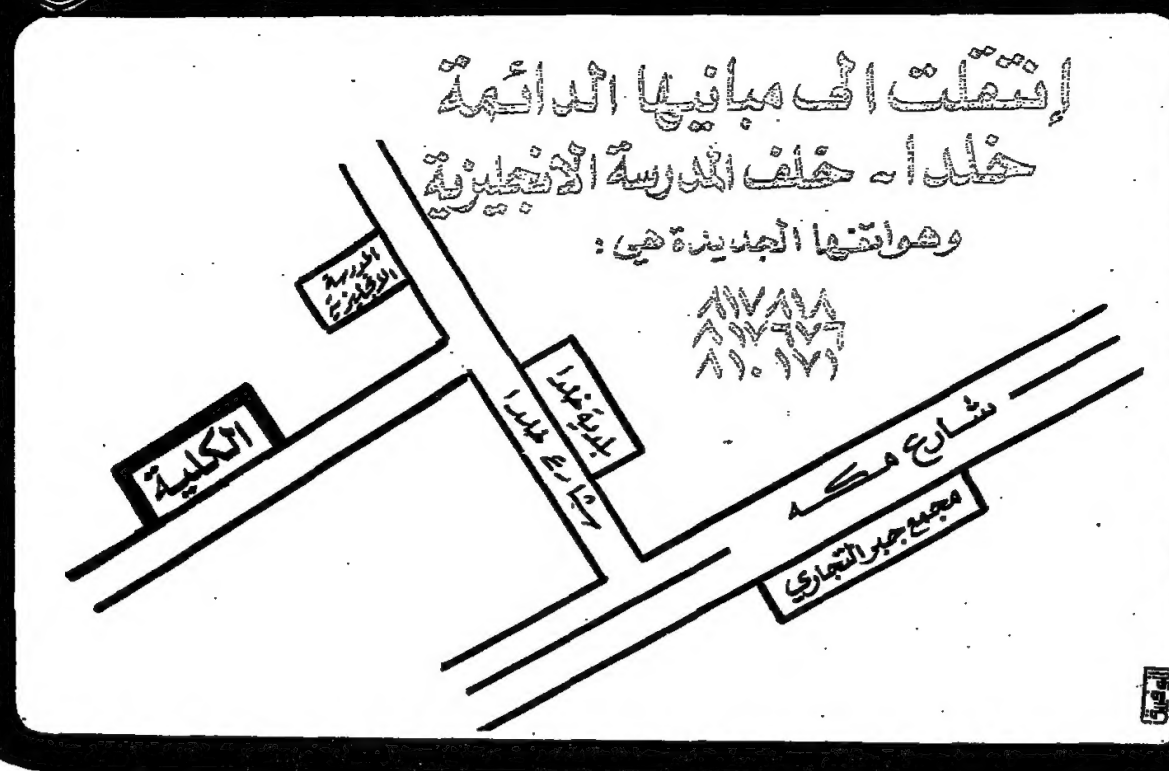 إنتقلت الى مبانيها الدائمة
خلدا - خلف المدرسة الانجليزية
وهواتفها الجديدة هي :
٨١٧٨١٨
٨١٧٦٧٦
٨١٠١٧١
المدرسة
الانجليزية
الكلية
بلدية خلدا
شارع خلدا
شارع مكه
مجمع جبر التجاري